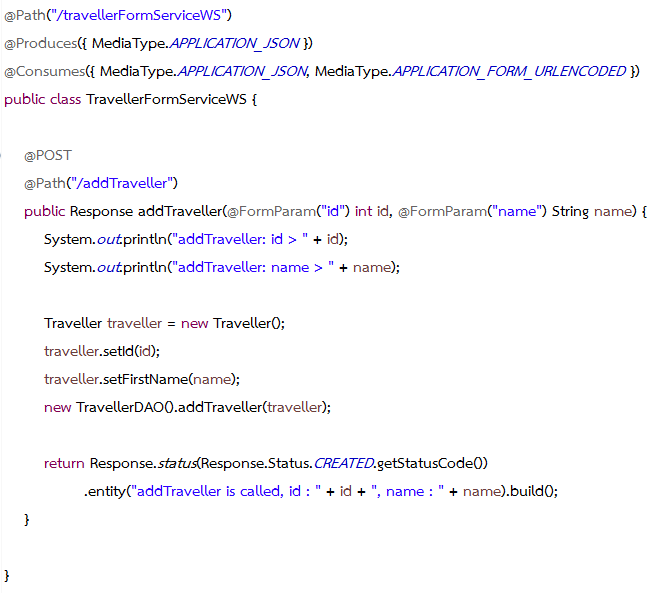 @Path("/travellerFormServiceWS")
@Produces({ MediaType.APPLICATION_JSON })
@Consumes({ MediaType.APPLICATION_JSON, MediaType.APPLICATION_FORM_URLENCODED })
public class TravellerFormServiceWS {
@POST
@Path("/addTraveller")
public Response addTraveller(@FormParam("id") int id, @FormParam("name") String name) {
System.out.println("addTraveller: id > " + id);
System.out.println("addTraveller: name > " + name);
Traveller traveller = new Traveller();
traveller.setId(id);
traveller.setFirstName(name);
new TravellerDAO().addTraveller(traveller);
return Response.status(Response.Status.CREATED.getStatusCode())
.entity("addTraveller is called, id : " + id + ", name : " + name).build();
}
}